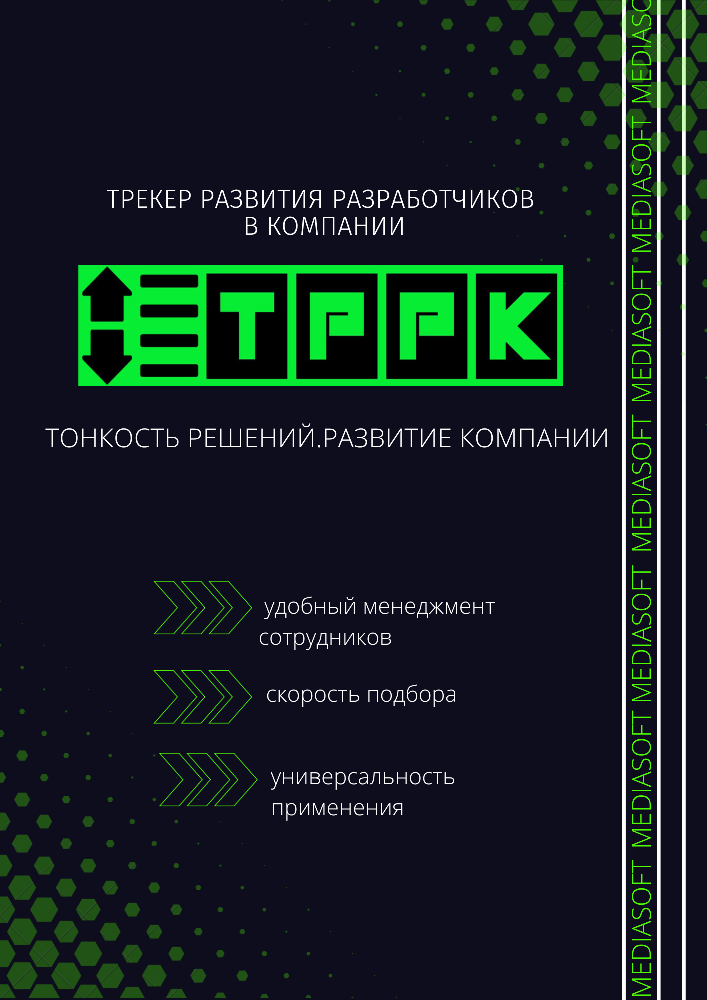 ТРЕКЕР РАЗВИТИЯ РАЗРАБОТЧИКОВ
В КОМПАНИИ
ТРРК
ТОНКОСТЬ РЕШЕНИЙ.РАЗВИТИЕ КОМПАНИИ
удобный менеджмент
сотрудников
скорость подбора
универсальность
применения
MEDIASOFT MEDIASOFT MEDIASOFT MEDIASOFT MEDIASOFT MEDIASOFT MEDIASO